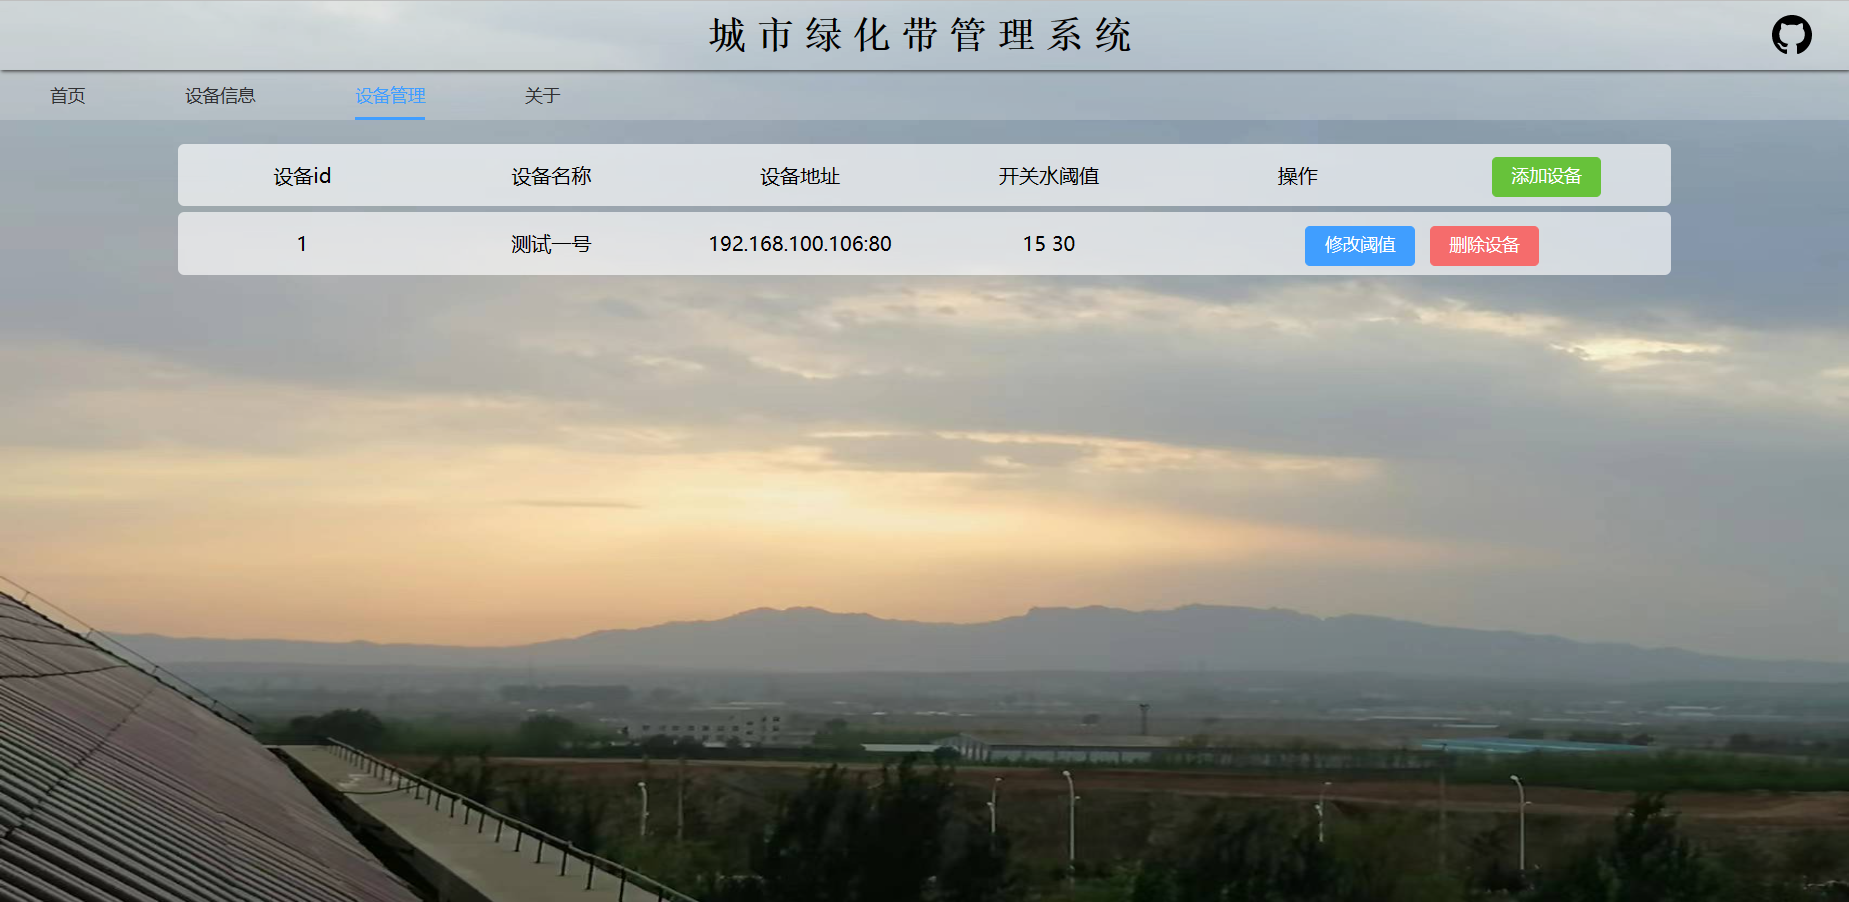 城市绿化带管理系统
首页 设备信息 设备管理 关于
设备id 设备名称 设备地址 开关水阈值 操作 添加设备
1 测试一号 192.168.100.106:80 15 30 修改阈值 删除设备